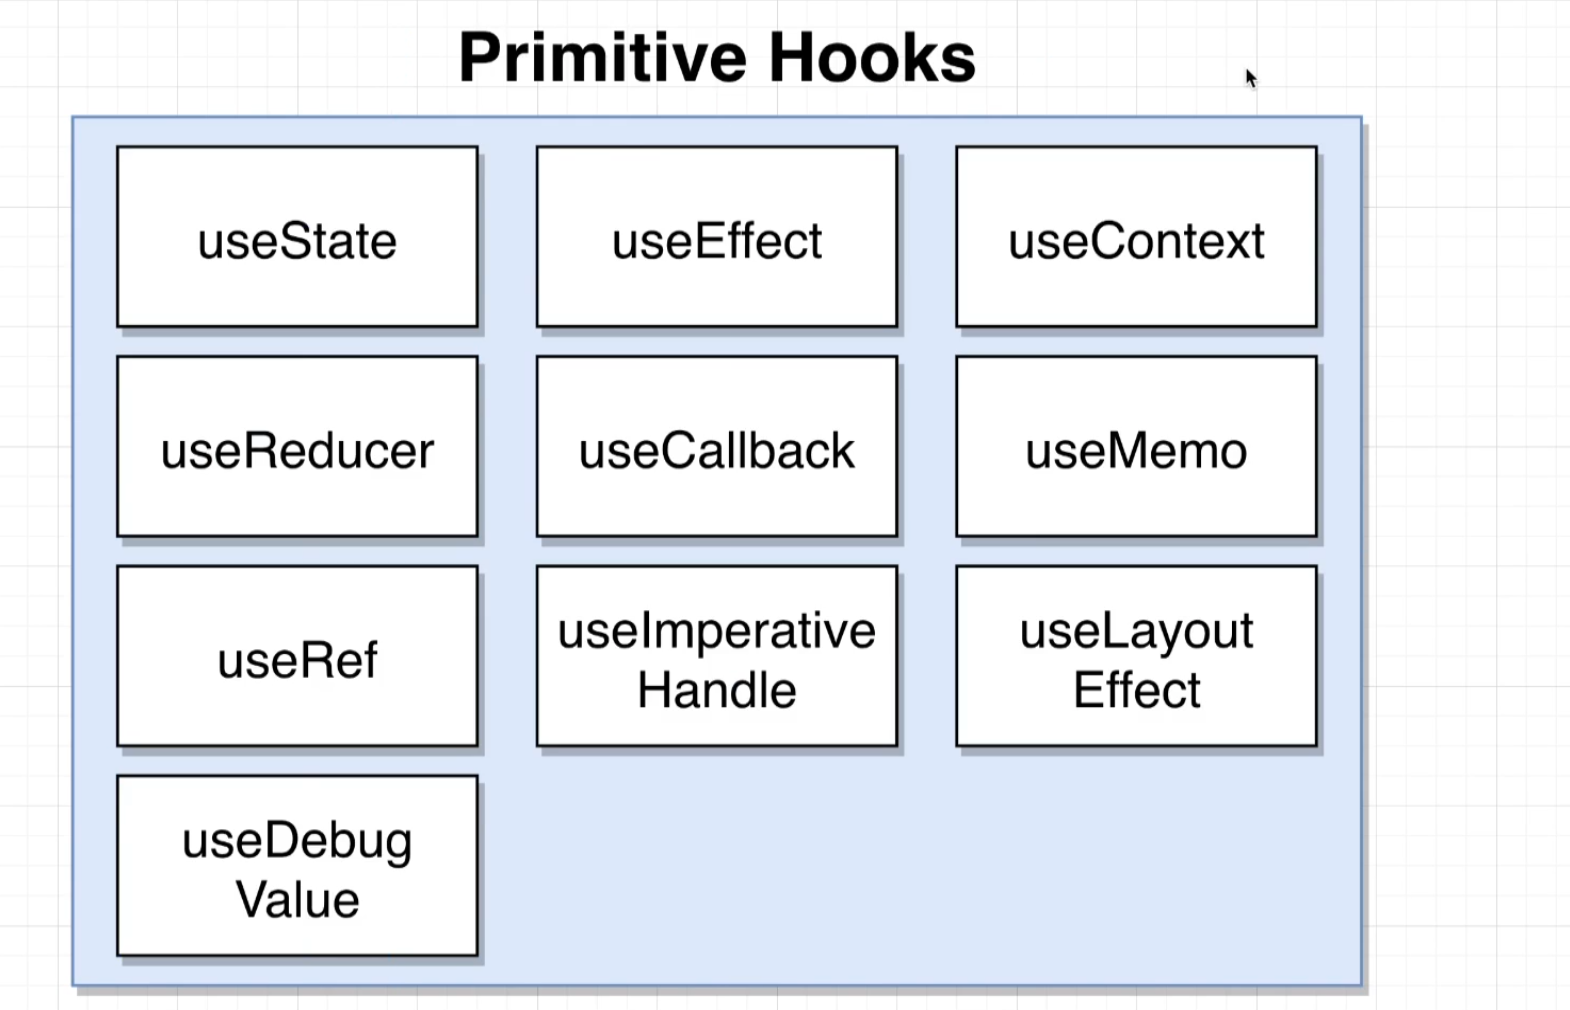 Primitive Hooks
useState
useEffect
useContext
useReducer
useCallback
useMemo
useRef
useImperative
Handle
useLayout
Effect
useDebug
Value